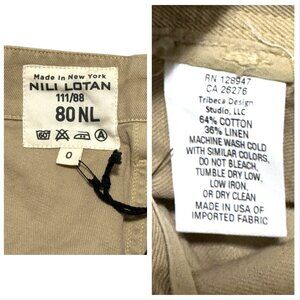 Made in New York
NILI LOTAN
111/88
80 NL
A
0
RN 128947
CA 26276
Tribeca Design
Studio, LLC
64% COTTON
36% LINEN
MACHINE WASH COLD
WITH SIMILAR COLORS,
DO NOT BLEACH,
TUMBLE DRY LOW,
LOW IRON,
OR DRY CLEAN
MADE IN USA OF
IMPORTED FABRIC